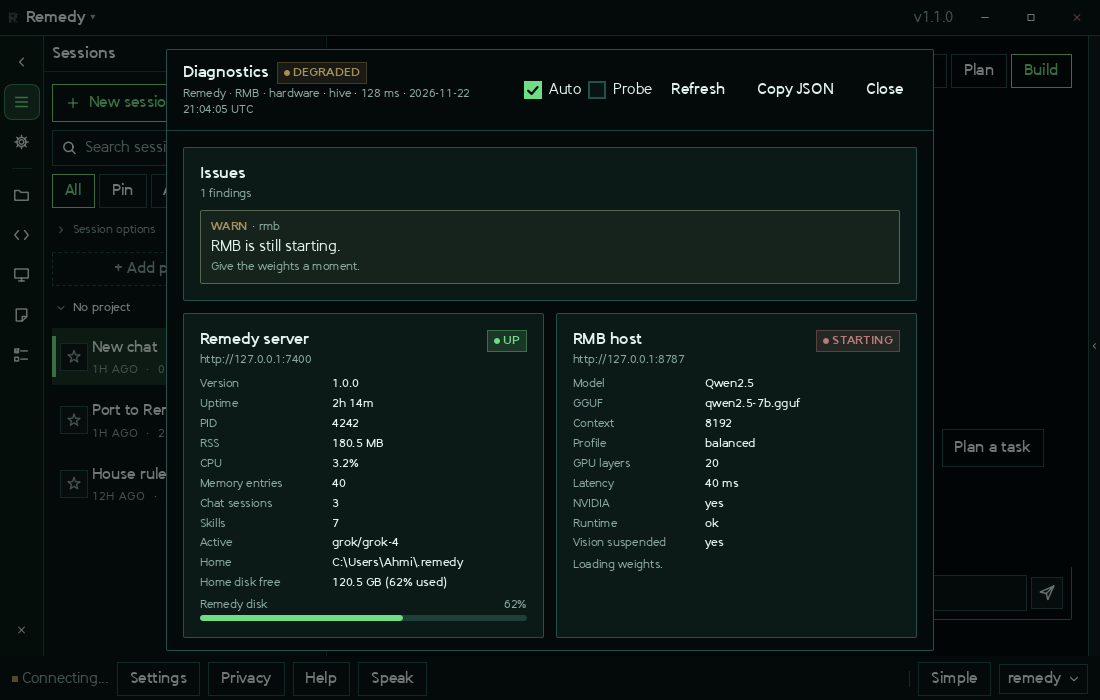 Remedy
v1.1.0
Sessions
Diagnostics
DEGRADED
Remedy · RMB · hardware · hive · 128 ms · 2026-11-22
21:04:05 UTC
Auto
Probe
Refresh
Copy JSON
Close
Plan
Build
+ New sessio
Search sessi
All
Pin
Session options
+ Add p
No project
New chat
1H AGO · 0
Port to Rer
1H AGO · 2
House rule
12H AGO ·
Issues
1 findings
WARN · rmb
RMB is still starting.
Give the weights a moment.
Remedy server
UP
http://127.0.0.1:7400
Version 1.0.0
Uptime 2h 14m
PID 4242
RSS 180.5 MB
CPU 3.2%
Memory entries 40
Chat sessions 3
Skills 7
Active grok/grok-4
Home C:\Users\Ahmi\.remedy
Home disk free 120.5 GB (62% used)
Remedy disk 62%
RMB host
STARTING
http://127.0.0.1:8787
Model Qwen2.5
GGUF qwen2.5-7b.gguf
Context 8192
Profile balanced
GPU layers 20
Latency 40 ms
NVIDIA yes
Runtime ok
Vision suspended yes
Loading weights.
Plan a task
Connecting...
Settings
Privacy
Help
Speak
Simple
remedy